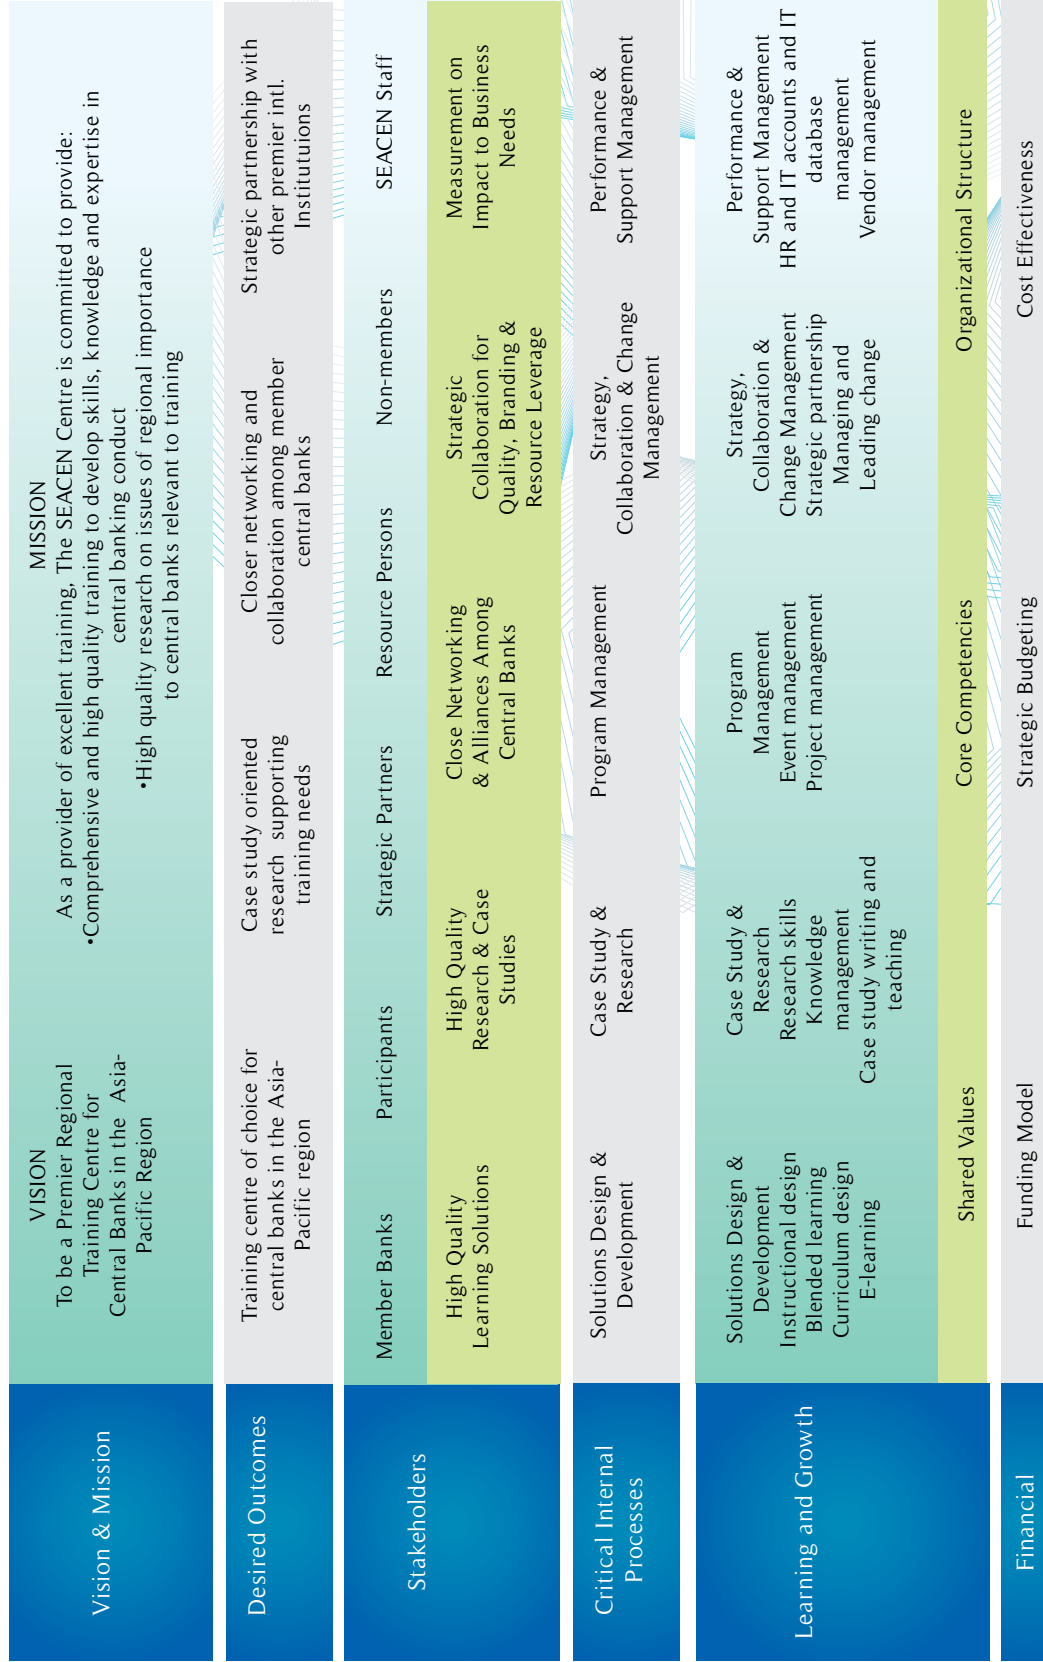 Vision & Mission
VISION
To be a Premier Regional
Training Centre for
Central Banks in the Asia-
Pacific Region
MISSION
As a provider of excellent training, The SEACEN Centre is committed to provide:
•Comprehensive and high quality training to develop skills, knowledge and expertise in
central banking conduct
•High quality research on issues of regional importance
to central banks relevant to training
Desired Outcomes
Training centre of choice for
central banks in the Asia-
Pacific region
Case study oriented
research supporting
training needs
Closer networking and
collaboration among member
central banks
Strategic partnership with
other premier intl.
Institutuions
Stakeholders
Member Banks
Participants
Strategic Partners
Resource Persons
Non-members
SEACEN Staff
High Quality
Learning Solutions
High Quality
Research & Case
Studies
Close Networking
& Alliances Among
Central Banks
Strategic
Collaboration for
Quality, Branding &
Resource Leverage
Measurement on
Impact to Business
Needs
Critical Internal
Processes
Solutions Design &
Development
Case Study &
Research
Program Management
Strategy,
Collaboration & Change
Management
Performance &
Support Management
Learning and Growth
Solutions Design &
Development
Instructional design
Blended learning
Curriculum design
E-learning
Case Study &
Research
Research skills
Knowledge
management
Case study writing and
teaching
Program
Management
Event management
Project management
Strategy,
Collaboration &
Change Management
Strategic partnership
Managing and
Leading change
Performance &
Support Management
HR and IT accounts and IT
database
management
Vendor management
Shared Values
Core Competencies
Organizational Structure
Financial
Funding Model
Strategic Budgeting
Cost Effectiveness